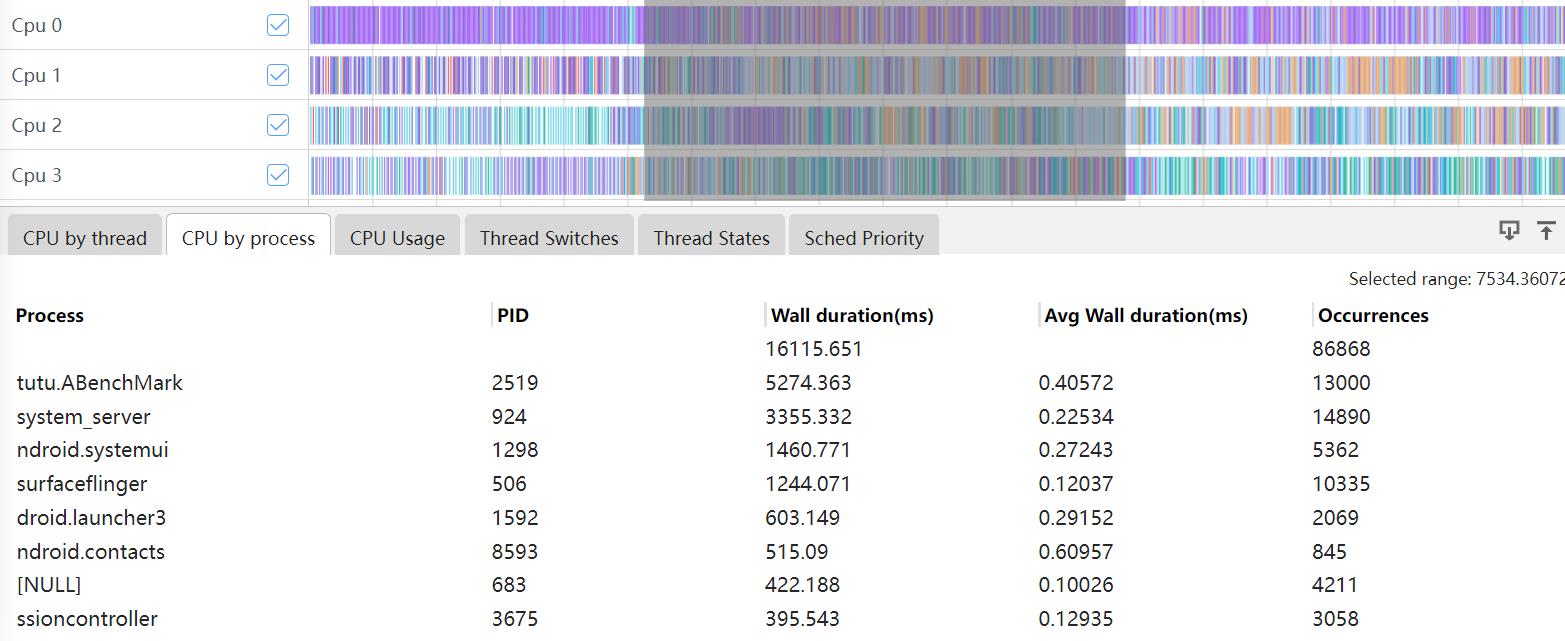 Cpu 0
Cpu 1
Cpu 2
Cpu 3
CPU by thread CPU by process CPU Usage Thread Switches Thread States Sched Priority
Selected range: 7534.36072
Process PID Wall duration(ms) Avg Wall duration(ms) Occurrences
16115.651 86868
tutu.ABenchMark 2519 5274.363 0.40572 13000
system_server 924 3355.332 0.22534 14890
ndroid.systemui 1298 1460.771 0.27243 5362
surfaceflinger 506 1244.071 0.12037 10335
droid.launcher3 1592 603.149 0.29152 2069
ndroid.contacts 8593 515.09 0.60957 845
[NULL] 683 422.188 0.10026 4211
ssioncontroller 3675 395.543 0.12935 3058